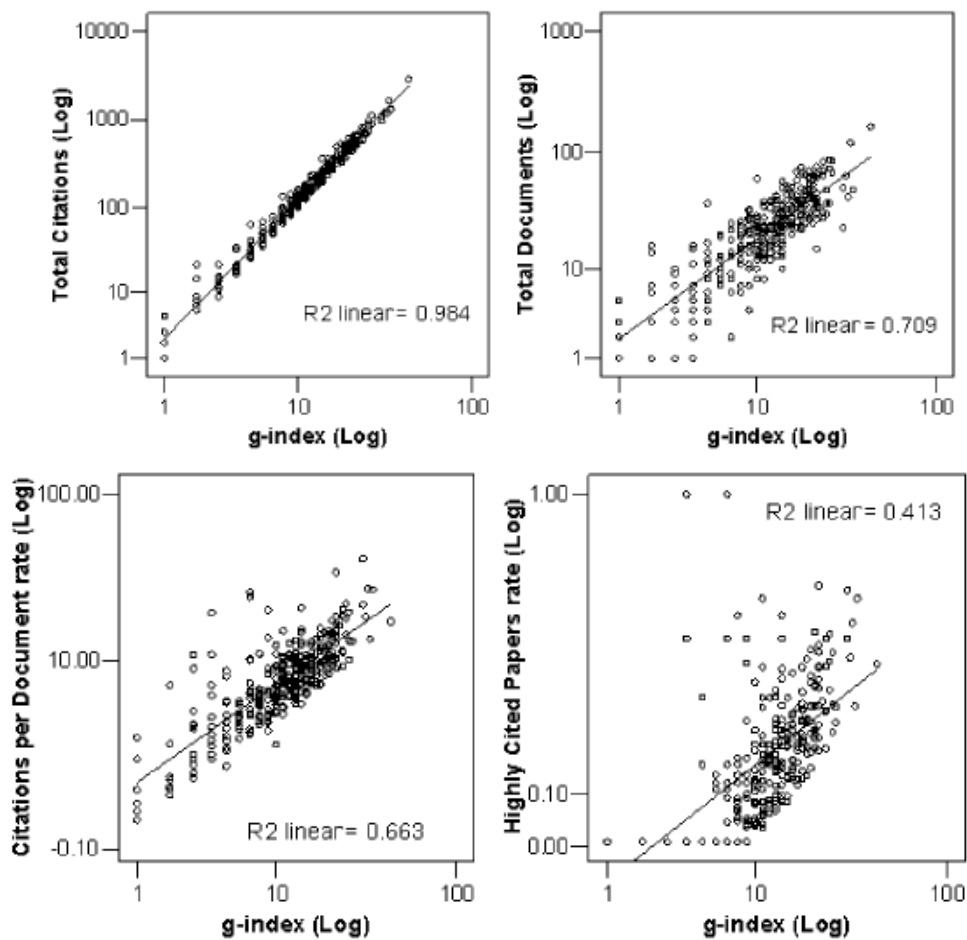 Total Citations (Log)
10000
1000
100
10
1
R2 linear = 0.984
1 10 100
g-index (Log)
Total Documents (Log)
1000
100
10
1
R2 linear = 0.709
1 10 100
g-index (Log)
Citations per Document rate (Log)
100.00
10.00
-0.10
R2 linear = 0.663
1 10 100
g-index (Log)
Highly Cited Papers rate (Log)
1.00
R2 linear = 0.413
0.10
0.00
1 10 100
g-index (Log)